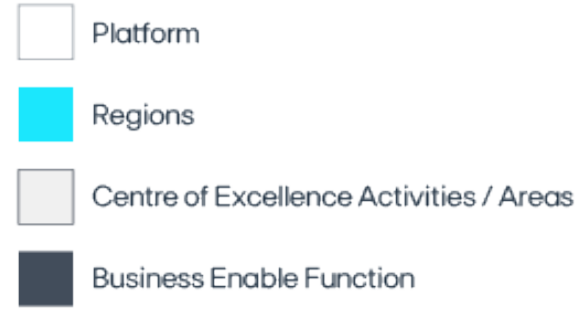 Platform
Regions
Centre of Excellence Activities / Areas
Business Enable Function